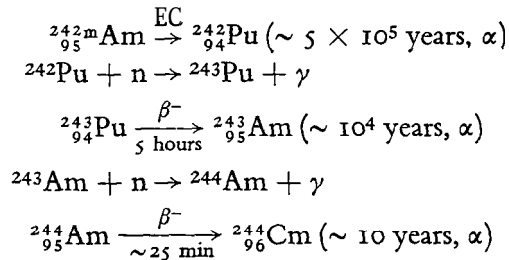 ²⁴²ᵐ₉₅Am EC→ ²⁴²₉₄Pu (~ 5 × 10⁵ years, α)
²⁴²Pu + n → ²⁴³Pu + γ
²⁴³₉₄Pu β⁻→ 5 hours ²⁴³₉₅Am (~ 10⁴ years, α)
²⁴³Am + n → ²⁴⁴Am + γ
²⁴⁴₉₅Am β⁻→ ~25 min ²⁴⁴₉₆Cm (~ 10 years, α)